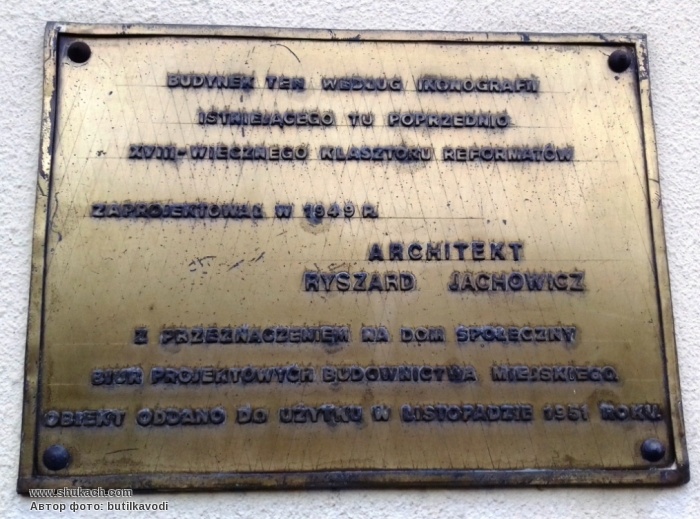 BUDYNEK TEN WEDŁUG IKONOGRAFII
ISTNIEJĄCEGO TU POPRZEDNIO
XVIII-WIECZNEGO KLASZTORU REFORMATÓW
ZAPROJEKTOWAŁ W 1949 R.
ARCHITEKT
RYSZARD JACHOWICZ
Z PRZEZNACZENIEM NA DOM SPOŁECZNY
BIUR PROJEKTOWYCH BUDOWNICTWA MIEJSKIEGO.
OBIEKT ODDANO DO UŻYTKU W LISTOPADZIE 1951 ROKU.
www.shukach.com
Автор фото: butilkavodi